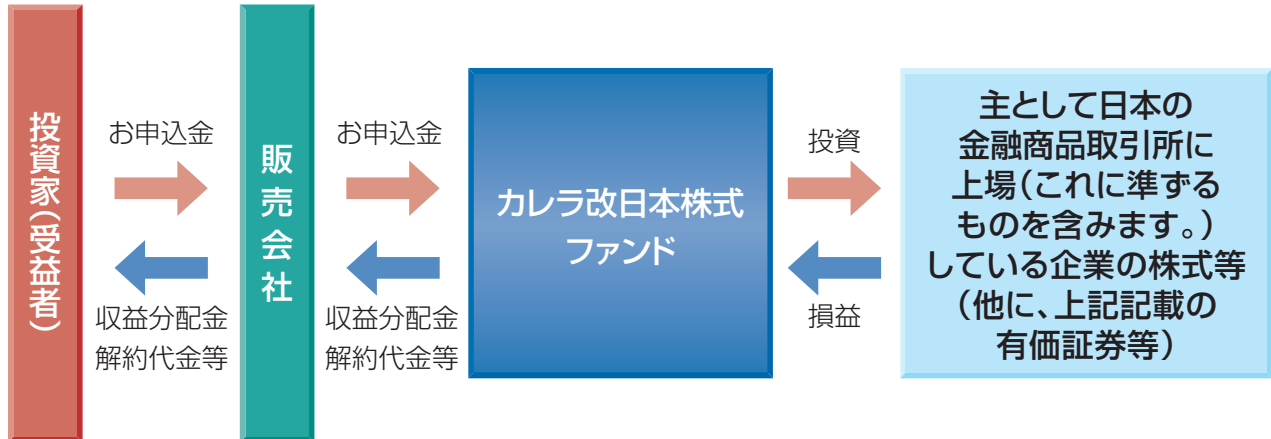 投資家(受益者)
お申込金
収益分配金
解約代金等
販売会社
お申込金
収益分配金
解約代金等
カレラ改日本株式
ファンド
投資
損益
主として日本の
金融商品取引所に
上場(これに準ずる
ものを含みます。)
している企業の株式等
(他に、上記記載の
有価証券等)